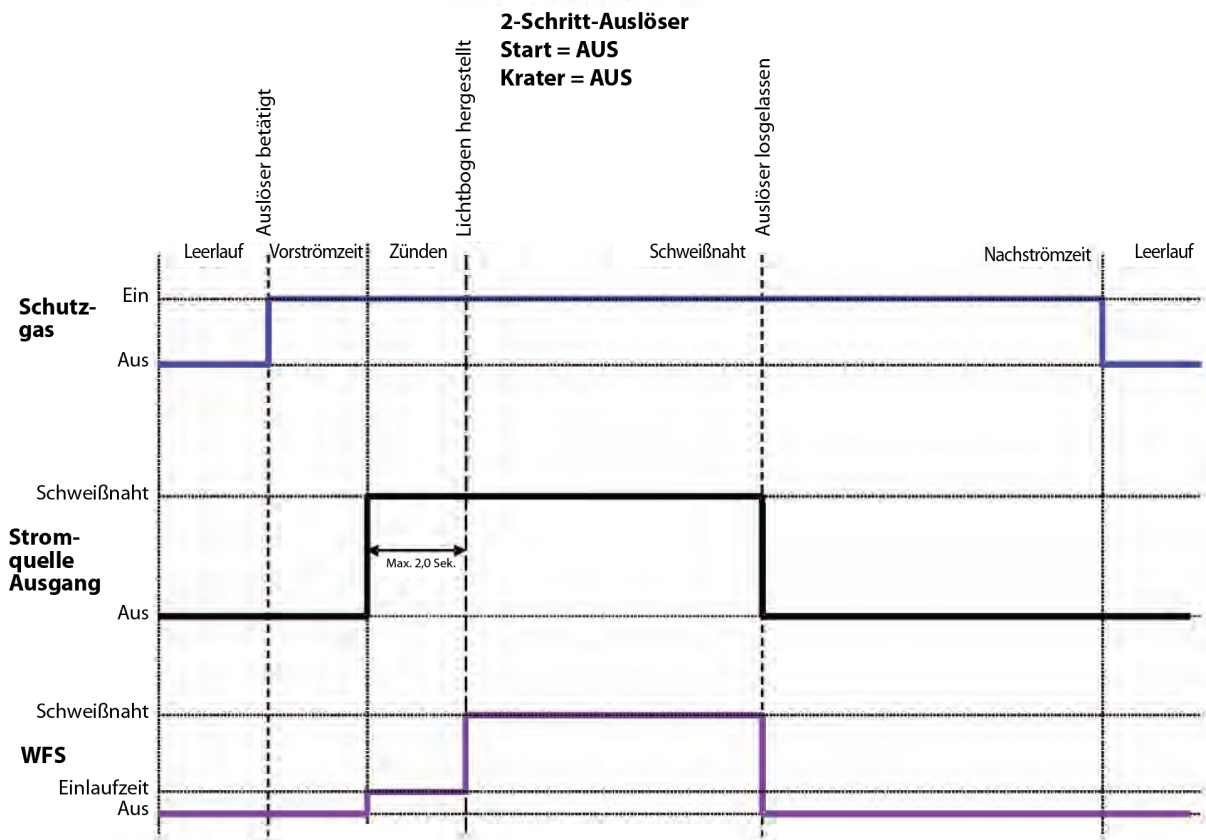 2-Schritt-Auslöser
Start = AUS
Krater = AUS
Auslöser betätigt
Lichtbogen hergestellt
Auslöser losgelassen
Leerlauf
Vorströmzeit
Zünden
Schweißnaht
Nachströmzeit
Leerlauf
Schutz-
gas
Ein
Aus
Strom-
quelle
Ausgang
Schweißnaht
Max. 2,0 Sek.
Aus
WFS
Schweißnaht
Einlaufzeit
Aus